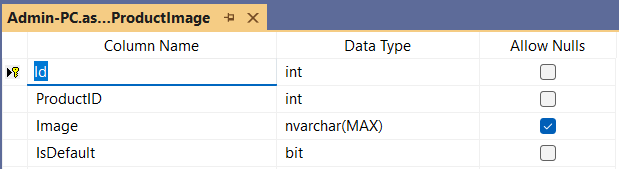 Admin-PC.as...ProductImage
Column Name Data Type Allow Nulls
Id int
ProductID int
Image nvarchar(MAX)
IsDefault bit